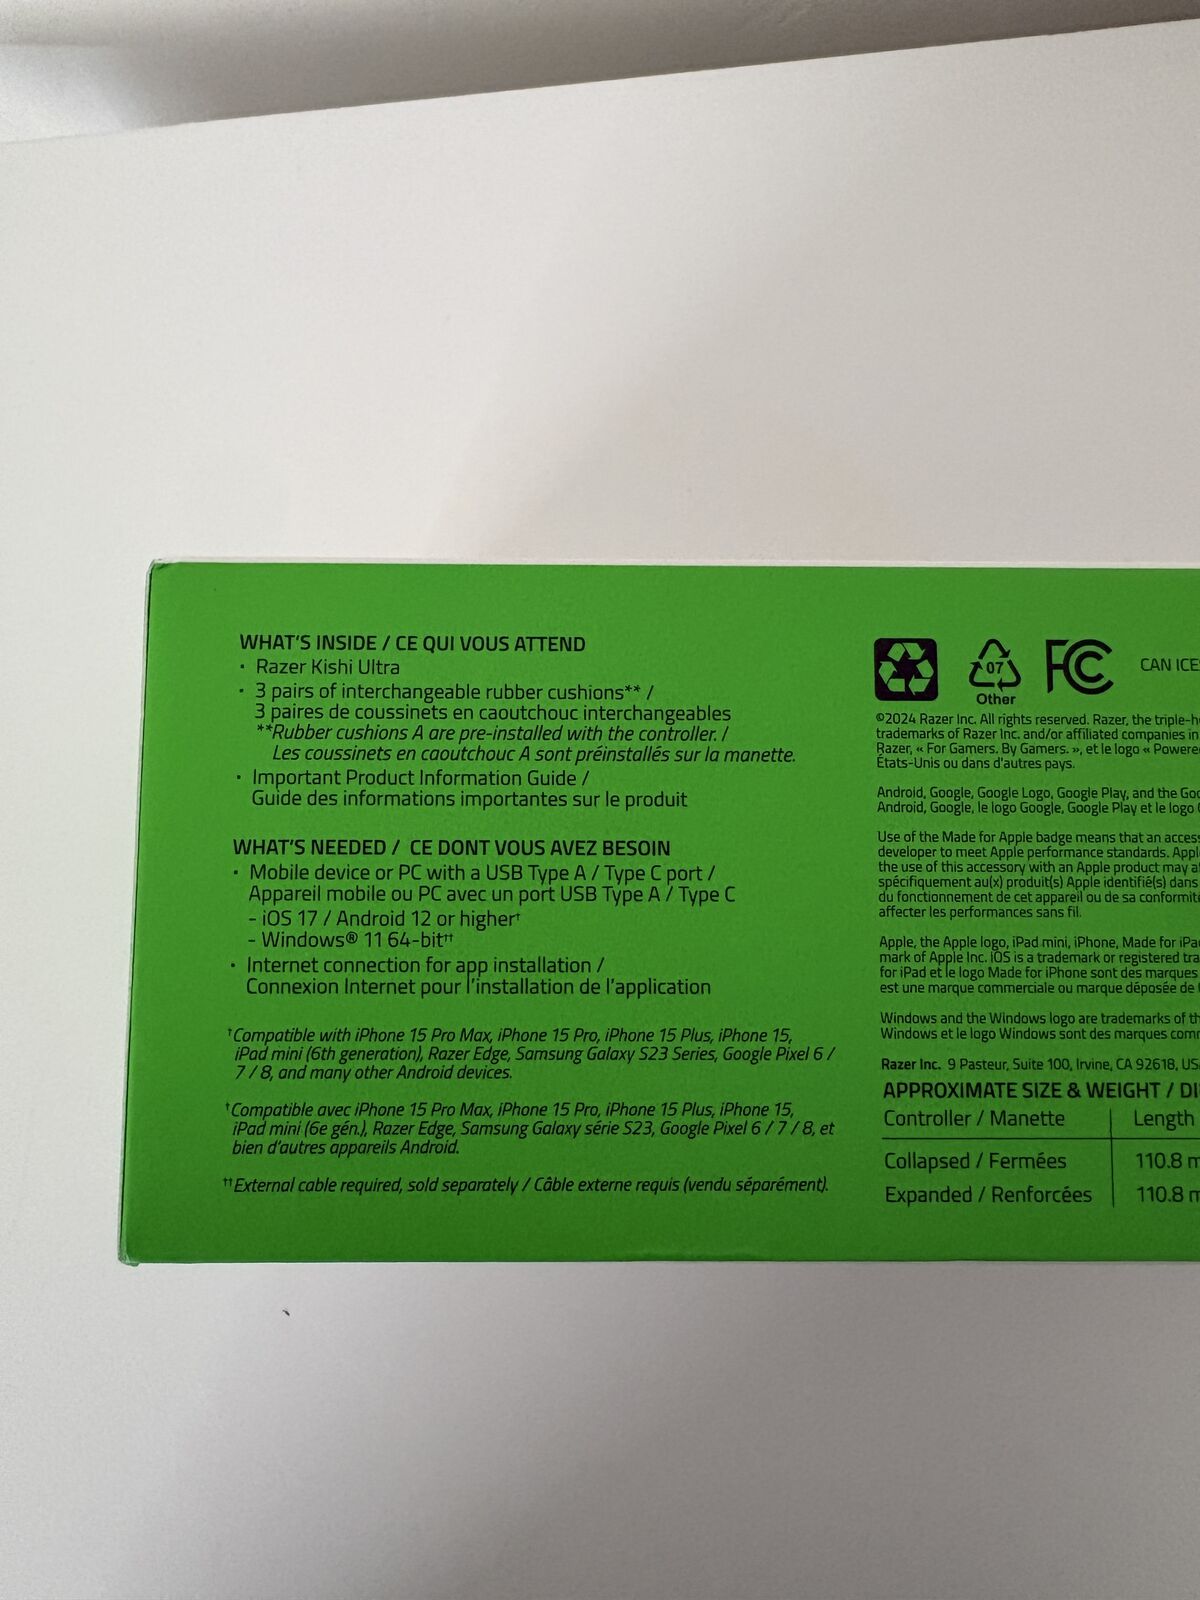 WHAT'S INSIDE / CE QUI VOUS ATTEND
· Razer Kishi Ultra
· 3 pairs of interchangeable rubber cushions** /
3 paires de coussinets en caoutchouc interchangeables
**Rubber cushions A are pre-installed with the controller. /
Les coussinets en caoutchouc A sont préinstallés sur la manette.
· Important Product Information Guide /
Guide des informations importantes sur le produit
WHAT'S NEEDED / CE DONT VOUS AVEZ BESOIN
· Mobile device or PC with a USB Type A / Type C port /
Appareil mobile ou PC avec un port USB Type A / Type C
- iOS 17 / Android 12 or higher†
- Windows® 11 64-bit††
· Internet connection for app installation /
Connexion Internet pour l'installation de l'application
†Compatible with iPhone 15 Pro Max, iPhone 15 Pro, iPhone 15 Plus, iPhone 15,
iPad mini (6th generation), Razer Edge, Samsung Galaxy S23 Series, Google Pixel 6 /
7 / 8, and many other Android devices.
†Compatible avec iPhone 15 Pro Max, iPhone 15 Pro, iPhone 15 Plus, iPhone 15,
iPad mini (6e gén.), Razer Edge, Samsung Galaxy série S23, Google Pixel 6 / 7 / 8, et
bien d'autres appareils Android.
††External cable required, sold separately / Câble externe requis (vendu séparément).
07
Other
FC
CAN ICES
©2024 Razer Inc. All rights reserved. Razer, the triple-h
trademarks of Razer Inc. and/or affiliated companies in
Razer, « For Gamers. By Gamers. », et le logo « Powere
États-Unis ou dans d'autres pays.
Android, Google, Google Logo, Google Play, and the Goo
Android, Google, le logo Google, Google Play et le logo
Use of the Made for Apple badge means that an access
developer to meet Apple performance standards. Appl
the use of this accessory with an Apple product may af
spécifiquement au(x) produit(s) Apple identifié(s) dans
du fonctionnement de cet appareil ou de sa conformité
affecter les performances sans fil.
Apple, the Apple logo, iPad mini, iPhone, Made for iPa
mark of Apple Inc. iOS is a trademark or registered tra
for iPad et le logo Made for iPhone sont des marques
est une marque commerciale ou marque déposée de
Windows and the Windows logo are trademarks of th
Windows et le logo Windows sont des marques com
Razer Inc. 9 Pasteur, Suite 100, Irvine, CA 92618, US
APPROXIMATE SIZE & WEIGHT / DI
Controller / Manette Length
Collapsed / Fermées 110.8 m
Expanded / Renforcées 110.8 m